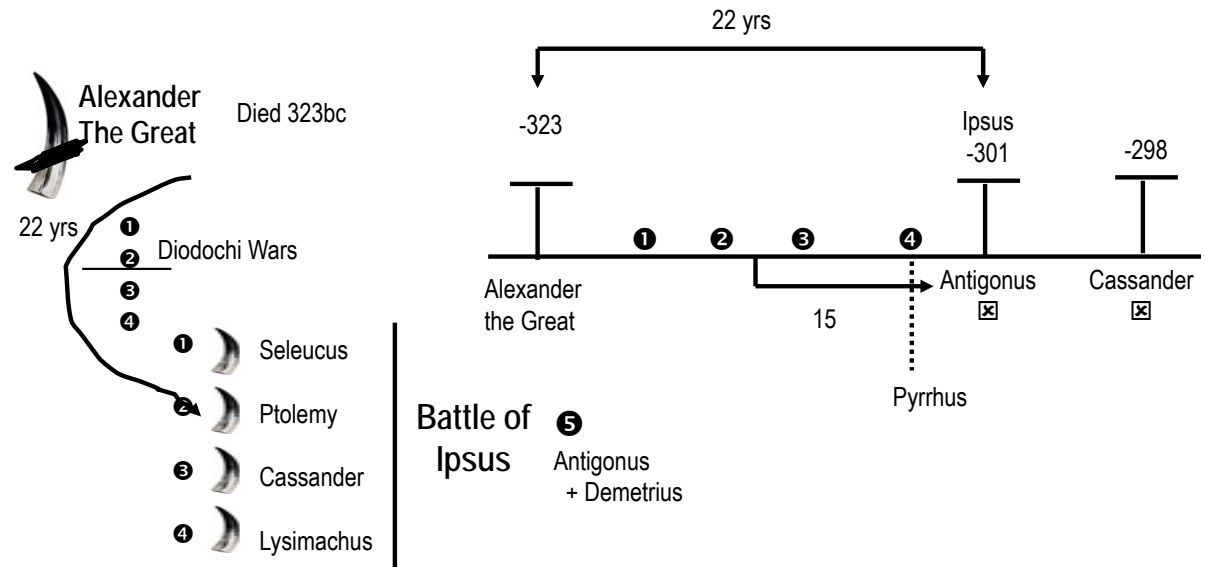 Alexander
The Great
Died 323bc
22 yrs
❶
❷
Diodochi Wars
❸
❹
❶ Seleucus
❷ Ptolemy
❸ Cassander
❹ Lysimachus
Battle of
Ipsus
❺
Antigonus
+ Demetrius
22 yrs
-323
Ipsus
-301
-298
❶ ❷ ❸ ❹
Alexander
the Great
15
Pyrrhus
Antigonus
Cassander